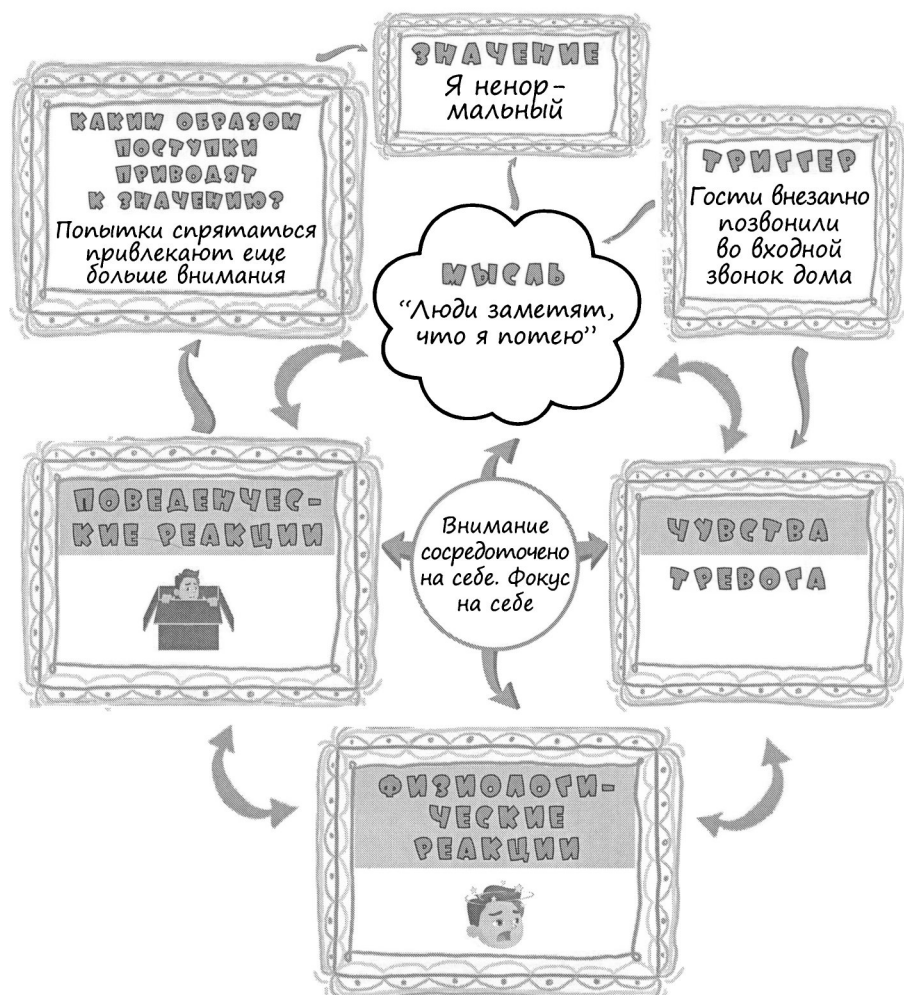 ЗНАЧЕНИЕ
Я ненор-
мальный
КАКИМ ОБРАЗОМ
ПОСТУПКИ
ПРИВОДЯТ
К ЗНАЧЕНИЮ?
Попытки спрятаться
привлекают еще
больше внимания
ТРИГГЕР
Гости внезапно
позвонили
во входной
звонок дома
МЫСЛЬ
“Люди заметят,
что я потею”
ПОВЕДЕНЧЕС-
КИЕ РЕАКЦИИ
Внимание
сосредоточено
на себе. Фокус
на себе
ЧУВСТВА
ТРЕВОГА
ФИЗИОЛОГИ-
ЧЕСКИЕ
РЕАКЦИИ